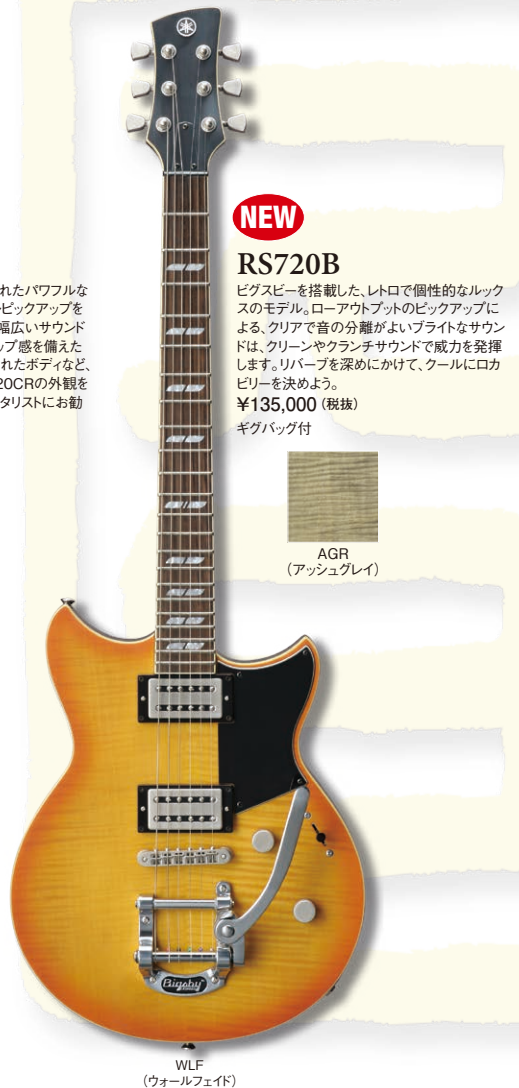 NEW
RS720B
ビグスビーを搭載した、レトロで個性的なルック
スのモデル。ローアウトプットのピックアップに
よる、クリアで音の分離がよいブライトなサウン
ドは、クリーンやクランチサウンドで威力を発揮
します。リバーブを深めにかけて、クールにロカ
ビリーを決めよう。
¥135,000（税抜）
ギグバッグ付
AGR
（アッシュグレイ）
れたパワフルな
ピックアップを
幅広いサウンド
プ感を備えた
れたボディなど、
20CRの外観を
タリストにお勧
Bigsby
WLF
（ウォールフェイド）